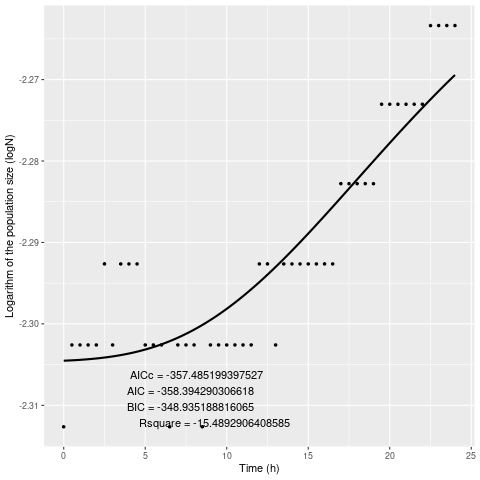 -2.27
-2.28
-2.29
-2.30
-2.31
Logarithm of the population size (logN)
AICc = -357.485199397527
AIC = -358.394290306618
BIC = -348.935188816065
Rsquare = -15.4892906408585
0 5 10 15 20 25
Time (h)